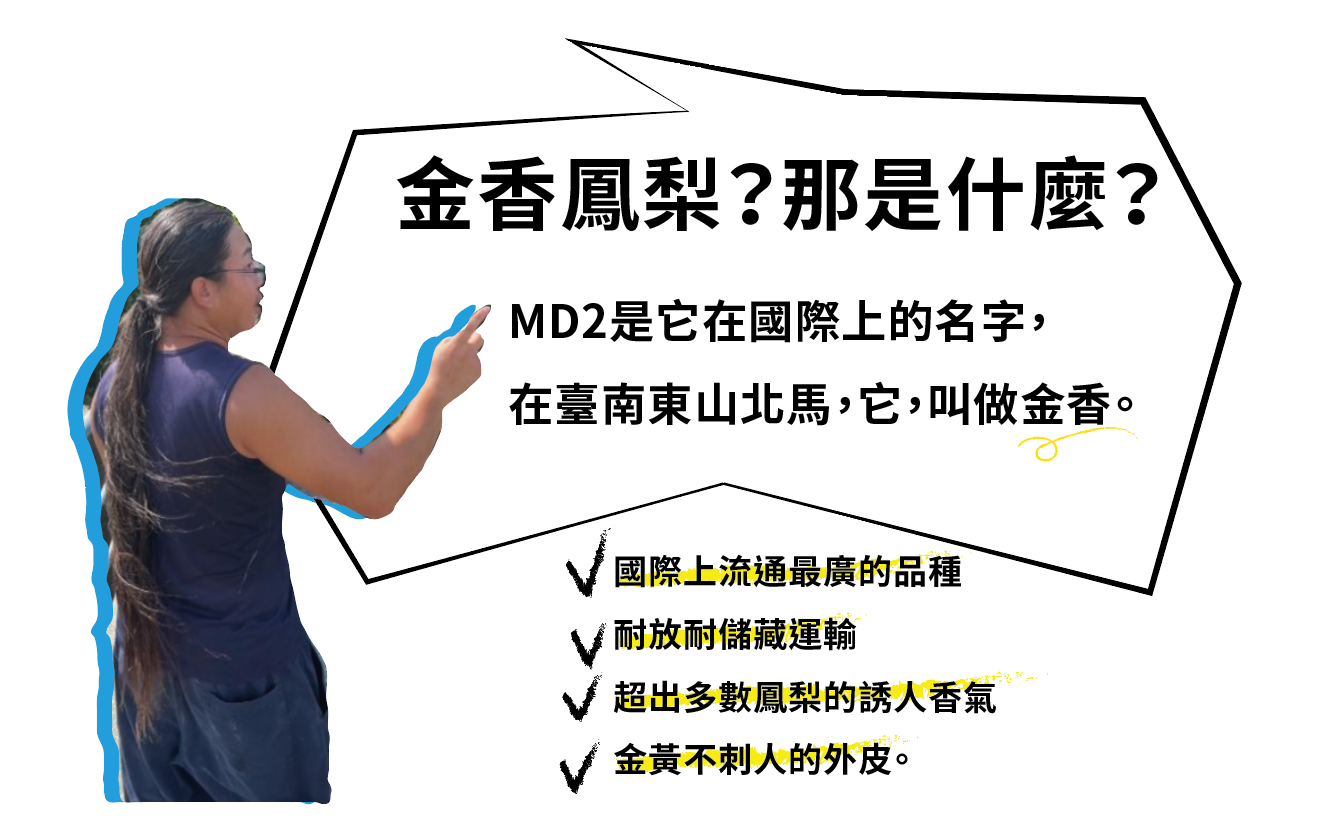 金香鳳梨？那是什麼？
MD2是它在國際上的名字，
在臺南東山北馬，它，叫做金香。
國際上流通最廣的品種
耐放耐儲藏運輸
超出多數鳳梨的誘人香氣
金黃不刺人的外皮。